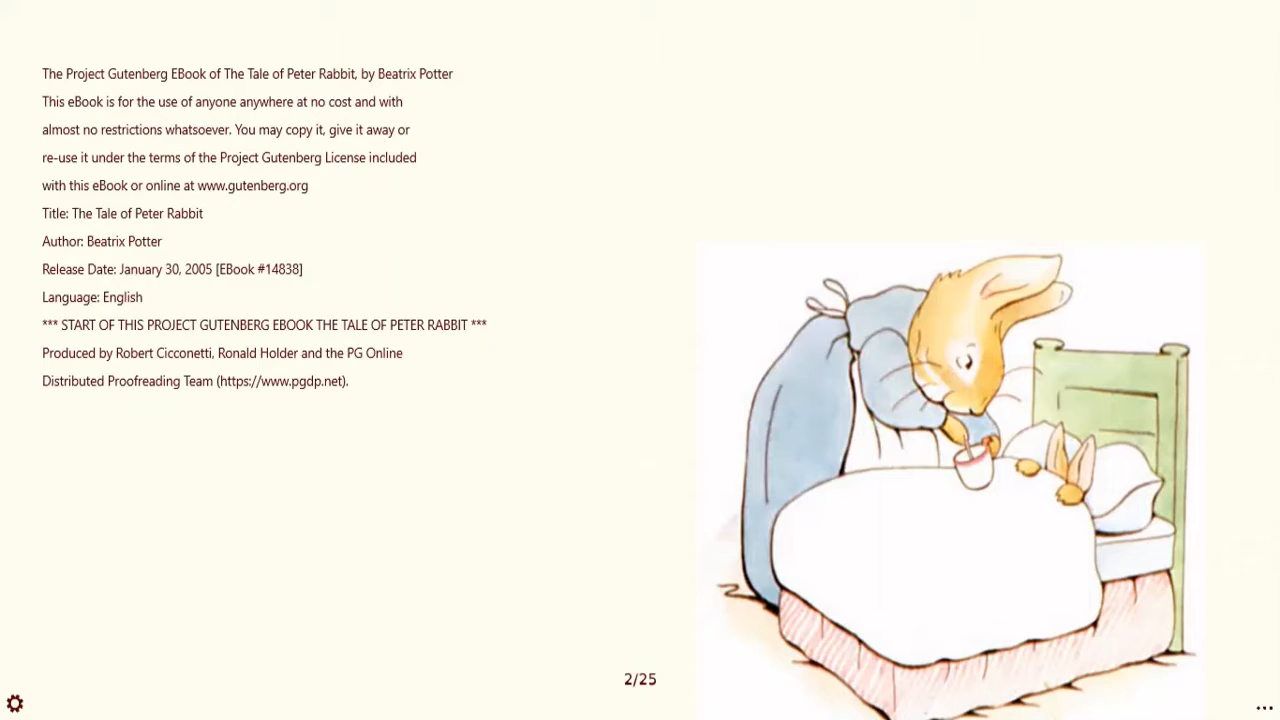 The Project Gutenberg EBook of The Tale of Peter Rabbit, by Beatrix Potter
This eBook is for the use of anyone anywhere at no cost and with
almost no restrictions whatsoever. You may copy it, give it away or
re-use it under the terms of the Project Gutenberg License included
with this eBook or online at www.gutenberg.org
Title: The Tale of Peter Rabbit
Author: Beatrix Potter
Release Date: January 30, 2005 [EBook #14838]
Language: English
*** START OF THIS PROJECT GUTENBERG EBOOK THE TALE OF PETER RABBIT ***
Produced by Robert Cicconetti, Ronald Holder and the PG Online
Distributed Proofreading Team (https://www.pgdp.net).
2/25